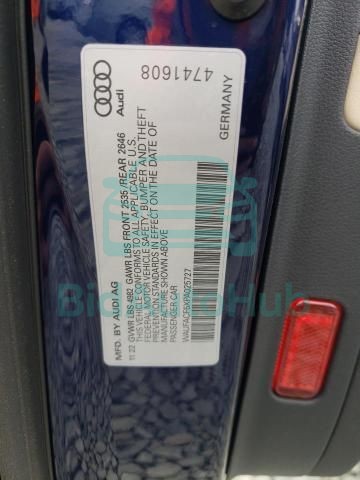 Audi
4741608
GERMANY
MFD. BY AUDI AG
11 22 GVWR LBS 4982 GAWR LBS FRONT 2535 /REAR 2646
THIS VEHICLE CONFORMS TO ALL APPLICABLE U.S.
FEDERAL MOTOR VEHICLE SAFETY, BUMPER AND THEFT
PREVENTION STANDARDS IN EFFECT ON THE DATE OF
MANUFACTURE SHOWN ABOVE
PASSENGER CAR
WAUFACF5XPA025727